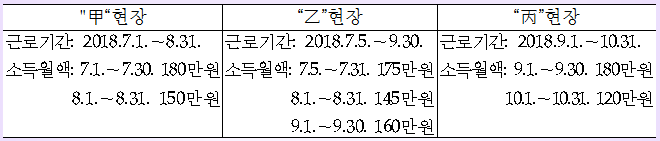 "甲“현장
“乙”현장
“丙”현장
근로기간: 2018.7.1.～8.31.
소득월액: 7.1.～7.30. 180만원
8.1.～8.31. 150만원
근로기간: 2018.7.5.～9.30.
소득월액: 7.5.～7.31. 175만원
8.1.～8.31. 145만원
9.1.～9.30. 160만원
근로기간: 2018.9.1.～10.31.
소득월액: 9.1.～9.30. 180만원
10.1.～10.31. 120만원